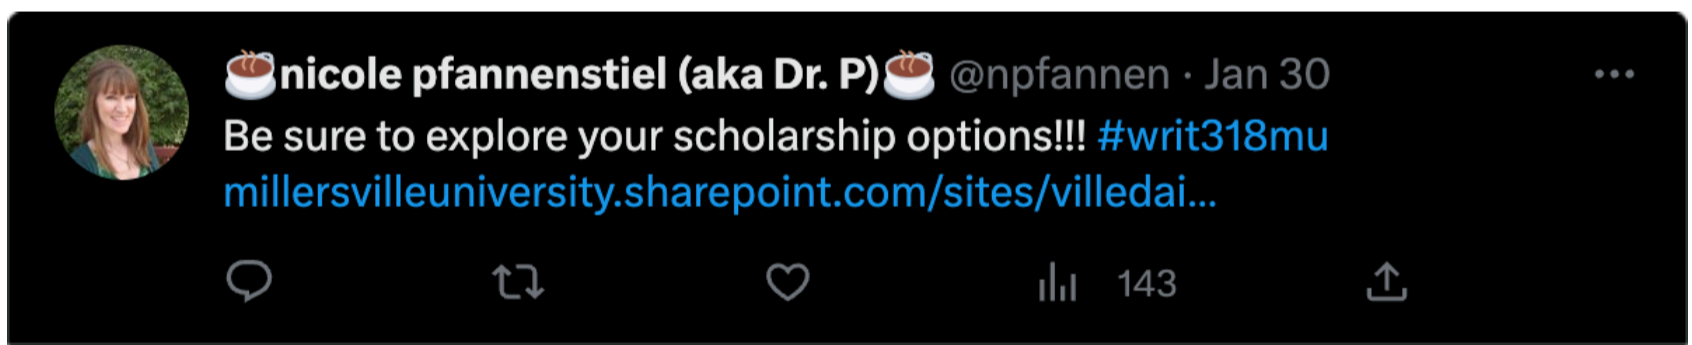 ☕nicole pfannenstiel (aka Dr. P)☕ @npfannen · Jan 30
Be sure to explore your scholarship options!!! #writ318mu
millersvilleuniversity.sharepoint.com/sites/villedai...
143